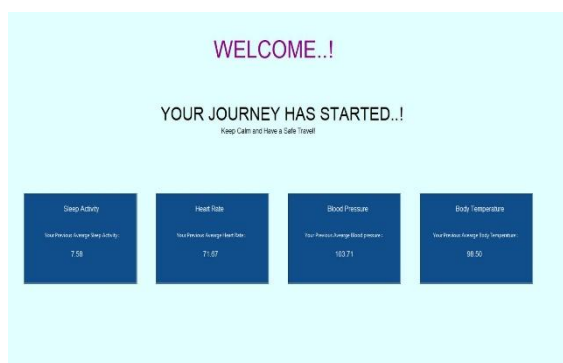 WELCOME..!
YOUR JOURNEY HAS STARTED..!
Keep Calm and Have a Safe Travel!
Sleep Activity
Heart Rate
Blood Pressure
Body Temperature
Your Previous Average Sleep Activity:.
Your Previous Average Heart Rate:.
Your Previous Average Blood pressure:.
Your Previous Average Body Temperature:.
7.58
71.67
103.71
98.50